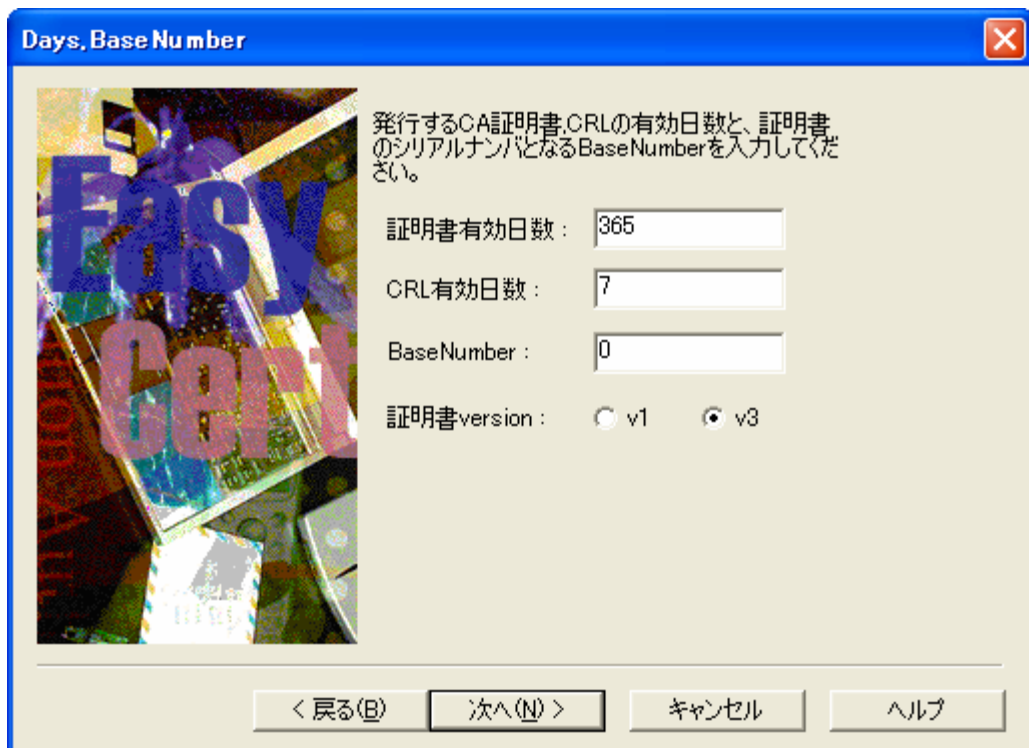 Days,BaseNumber
Easy
Cert
発行するCA証明書,CRLの有効日数と、証明書
のシリアルナンバとなるBaseNumberを入力してくだ
さい。
証明書有効日数： 365
CRL有効日数： 7
BaseNumber： 0
証明書version： v1 v3
< 戻る(B) 次へ(N) > キャンセル ヘルプ